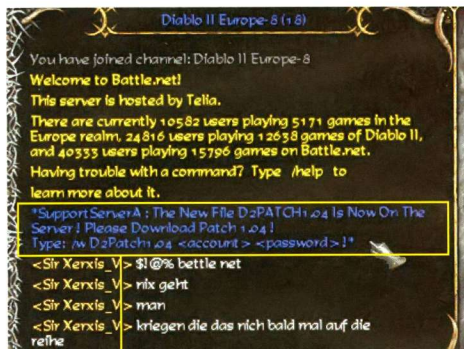 Diablo II Europe-8 (18)
You have joined channel: Diablo II Europe-8
Welcome to Battle.net!
This server is hosted by Telia.
There are currently 10582 users playing 5171 games in the
Europe realm, 24816 users playing 12638 games of Diablo II,
and 40333 users playing 15796 games on Battle.net.
Having trouble with a command? Type /help to
learn more about it.
*SupportServerA : The New File D2PATCH1.04 Is Now On The
Server ! Please Download Patch 1.04 !
Type: /w D2Patch1.04 <account> <password>!*
<Sir Xerxis_V> $!@% bettle net
<Sir Xerxis_V> nix geht
<Sir Xerxis_V> man
<Sir Xerxis_V> kriegen die das nich bald mal auf die
reihe